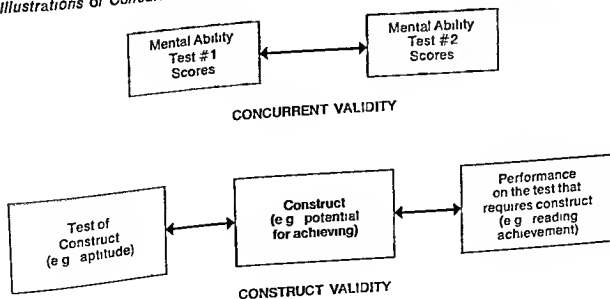 Illustrations of Concu
Mental Ability
Test #1
Scores
Mental Ability
Test #2
Scores
CONCURRENT VALIDITY
Test of
Construct
(e g aptitude)
Construct
(e g potential
for achieving)
Performance
on the test that
requires construct
(e g reading
achievement)
CONSTRUCT VALIDITY